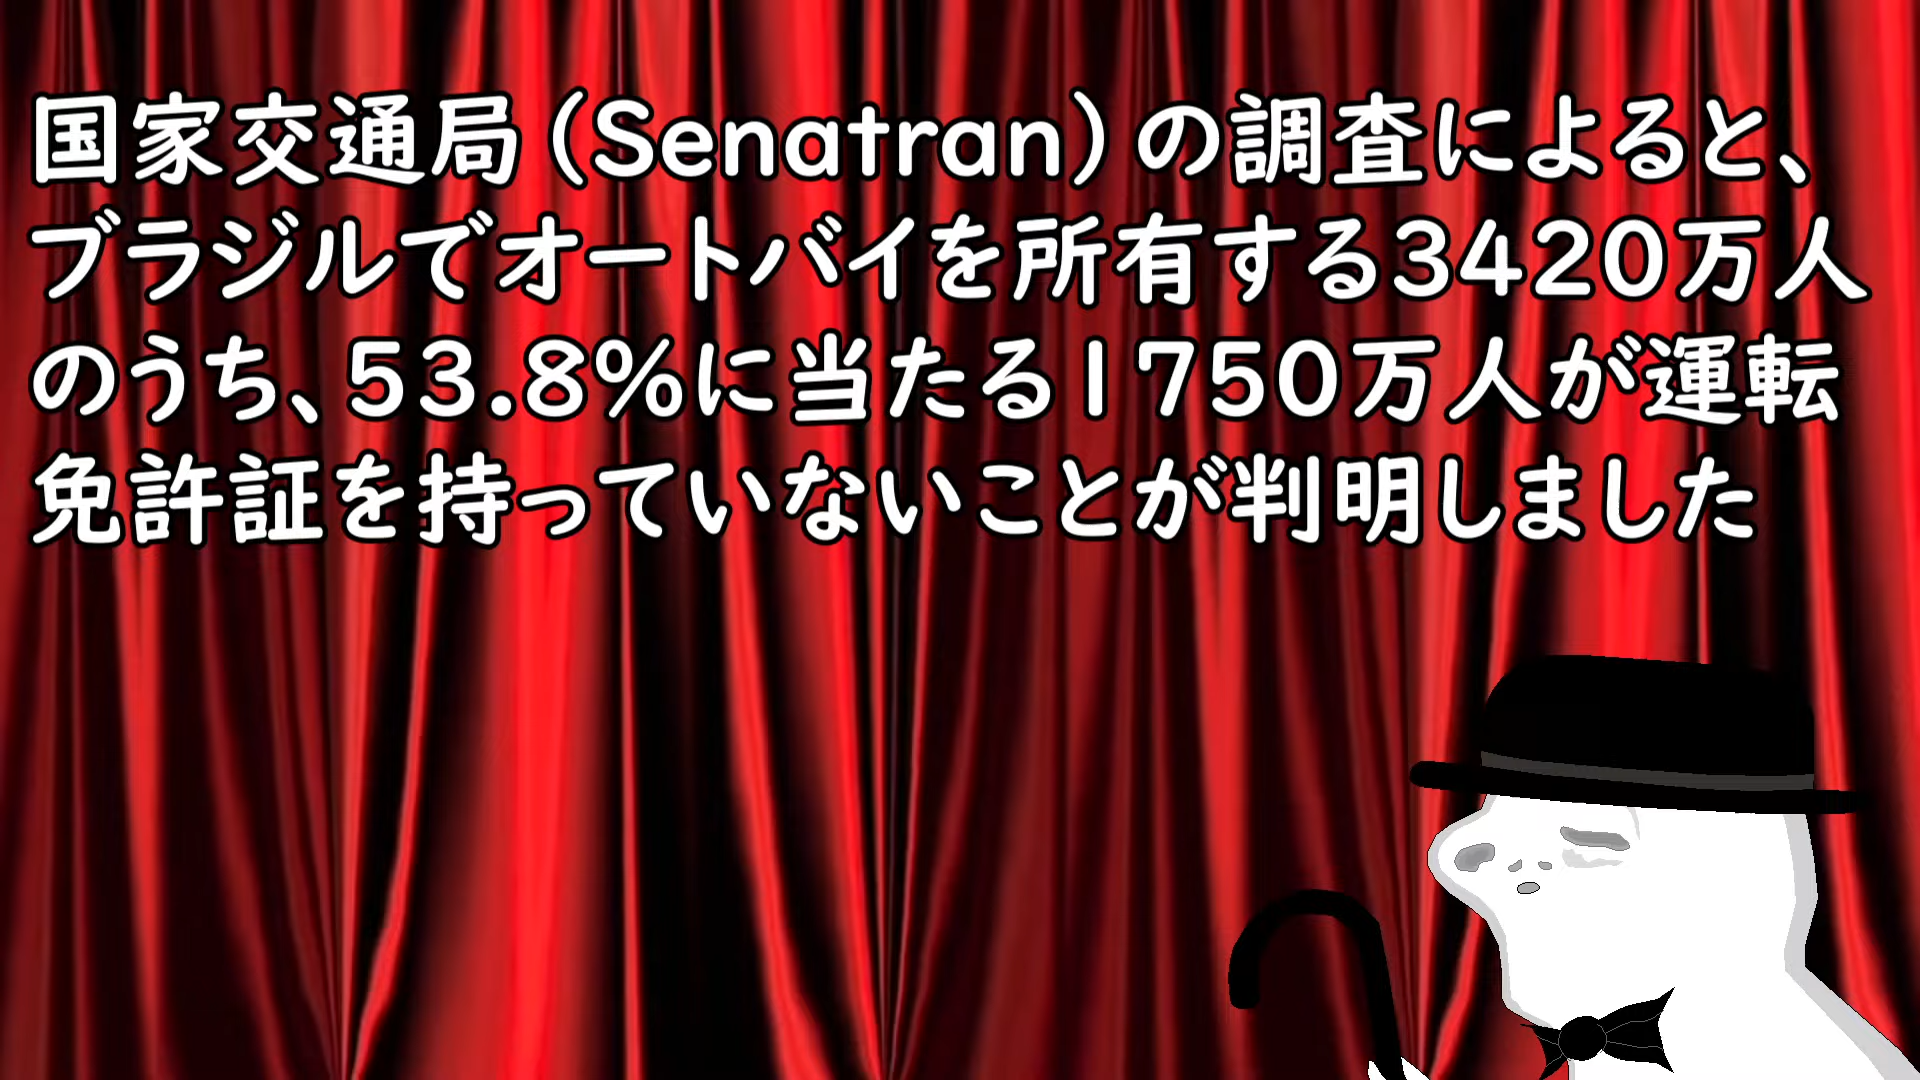 国家交通局（Senatran）の調査によると、
ブラジルでオートバイを所有する3420万人
のうち、53.8％に当たる1750万人が運転
免許証を持っていないことが判明しました